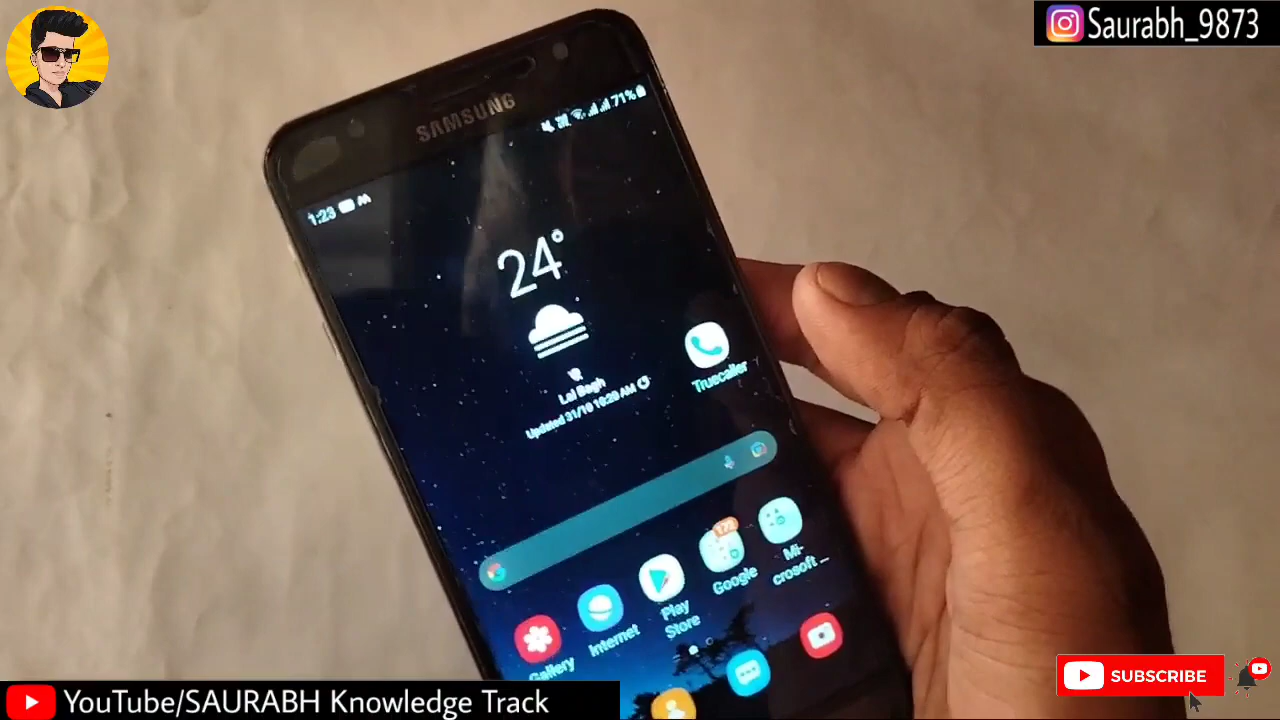 Saurabh_9873
SAMSUNG
71%
1:23
24°
Lal Bagh
Updated 31/10 10:29 AM
Truecaller
Gallery
Internet
Play
Store
Google
Mi-
crosoft ...
YouTube/SAURABH Knowledge Track
SUBSCRIBE